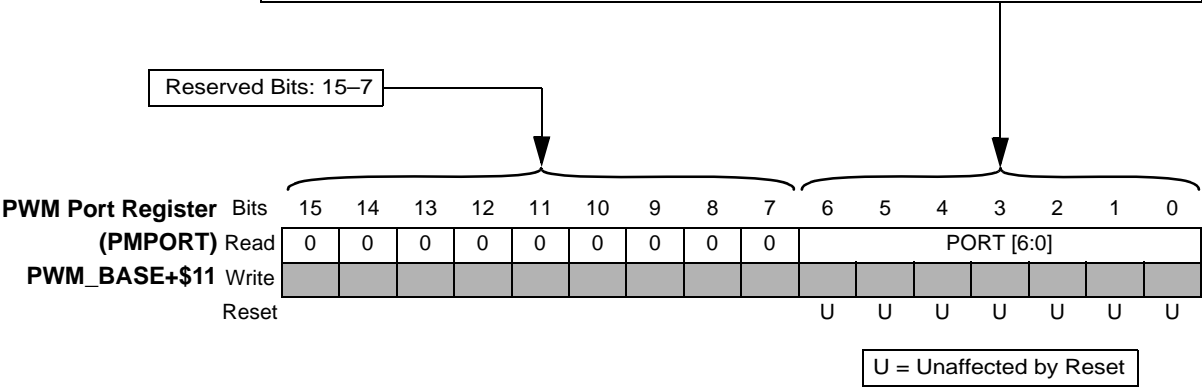 Reserved Bits: 15–7
PWM Port Register Bits 15 14 13 12 11 10 9 8 7 6 5 4 3 2 1 0
(PMPORT) Read 0 0 0 0 0 0 0 0 0 PORT [6:0]
PWM_BASE+$11 Write
Reset U U U U U U U
U = Unaffected by Reset